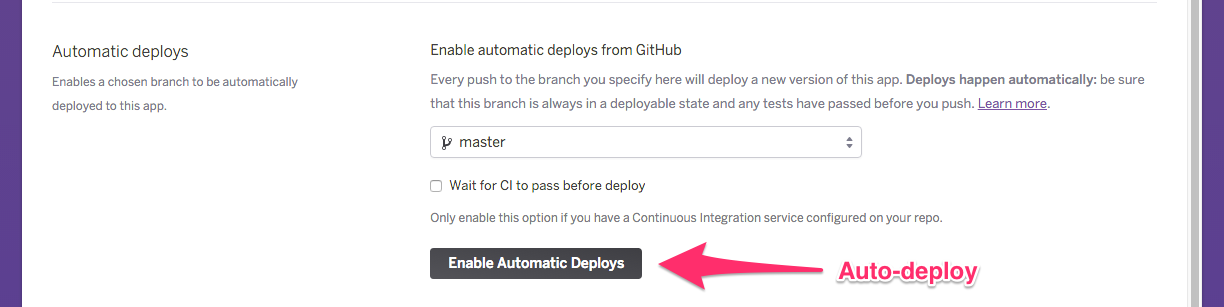 Automatic deploys
Enables a chosen branch to be automatically
deployed to this app.
Enable automatic deploys from GitHub
Every push to the branch you specify here will deploy a new version of this app. Deploys happen automatically: be sure
that this branch is always in a deployable state and any tests have passed before you push. Learn more.
master
Wait for CI to pass before deploy
Only enable this option if you have a Continuous Integration service configured on your repo.
Enable Automatic Deploys
Auto-deploy